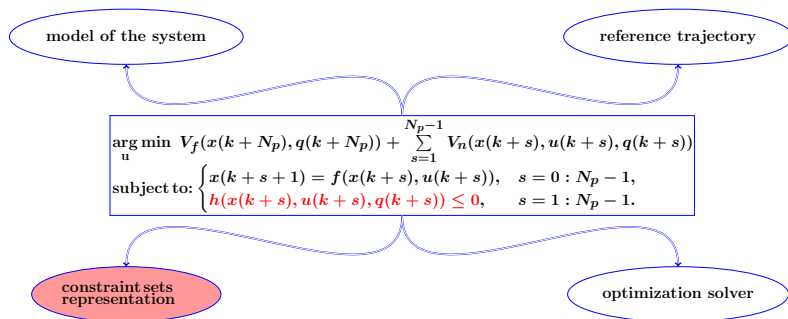 model of the system
reference trajectory
arg min V_f(x(k + N_p), q(k + N_p)) + ∑_{s=1}^{N_p−1} V_n(x(k + s), u(k + s), q(k + s))
u
subject to: { x(k + s + 1) = f(x(k + s), u(k + s)), s = 0 : N_p − 1,
h(x(k + s), u(k + s), q(k + s)) ≤ 0, s = 1 : N_p − 1.
constraint sets
representation
optimization solver